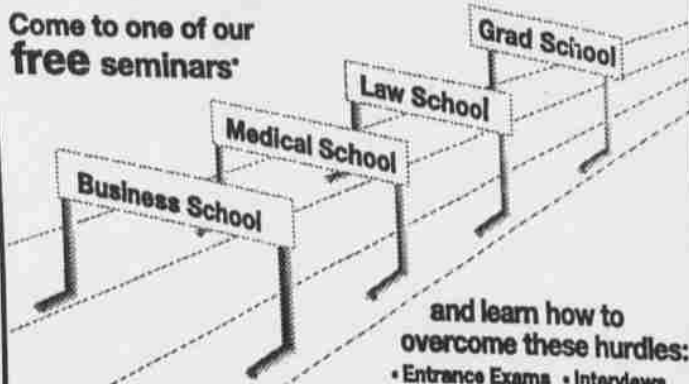 Come to one of our
free seminars*
Grad School
Law School
Medical School
Business School
and learn how to
overcome these hurdles:
• Entrance Exams • Interviews